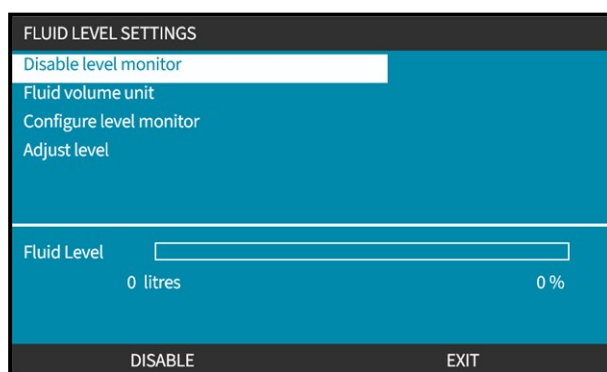 FLUID LEVEL SETTINGS
Disable level monitor
Fluid volume unit
Configure level monitor
Adjust level
Fluid Level
0 litres 0 %
DISABLE EXIT